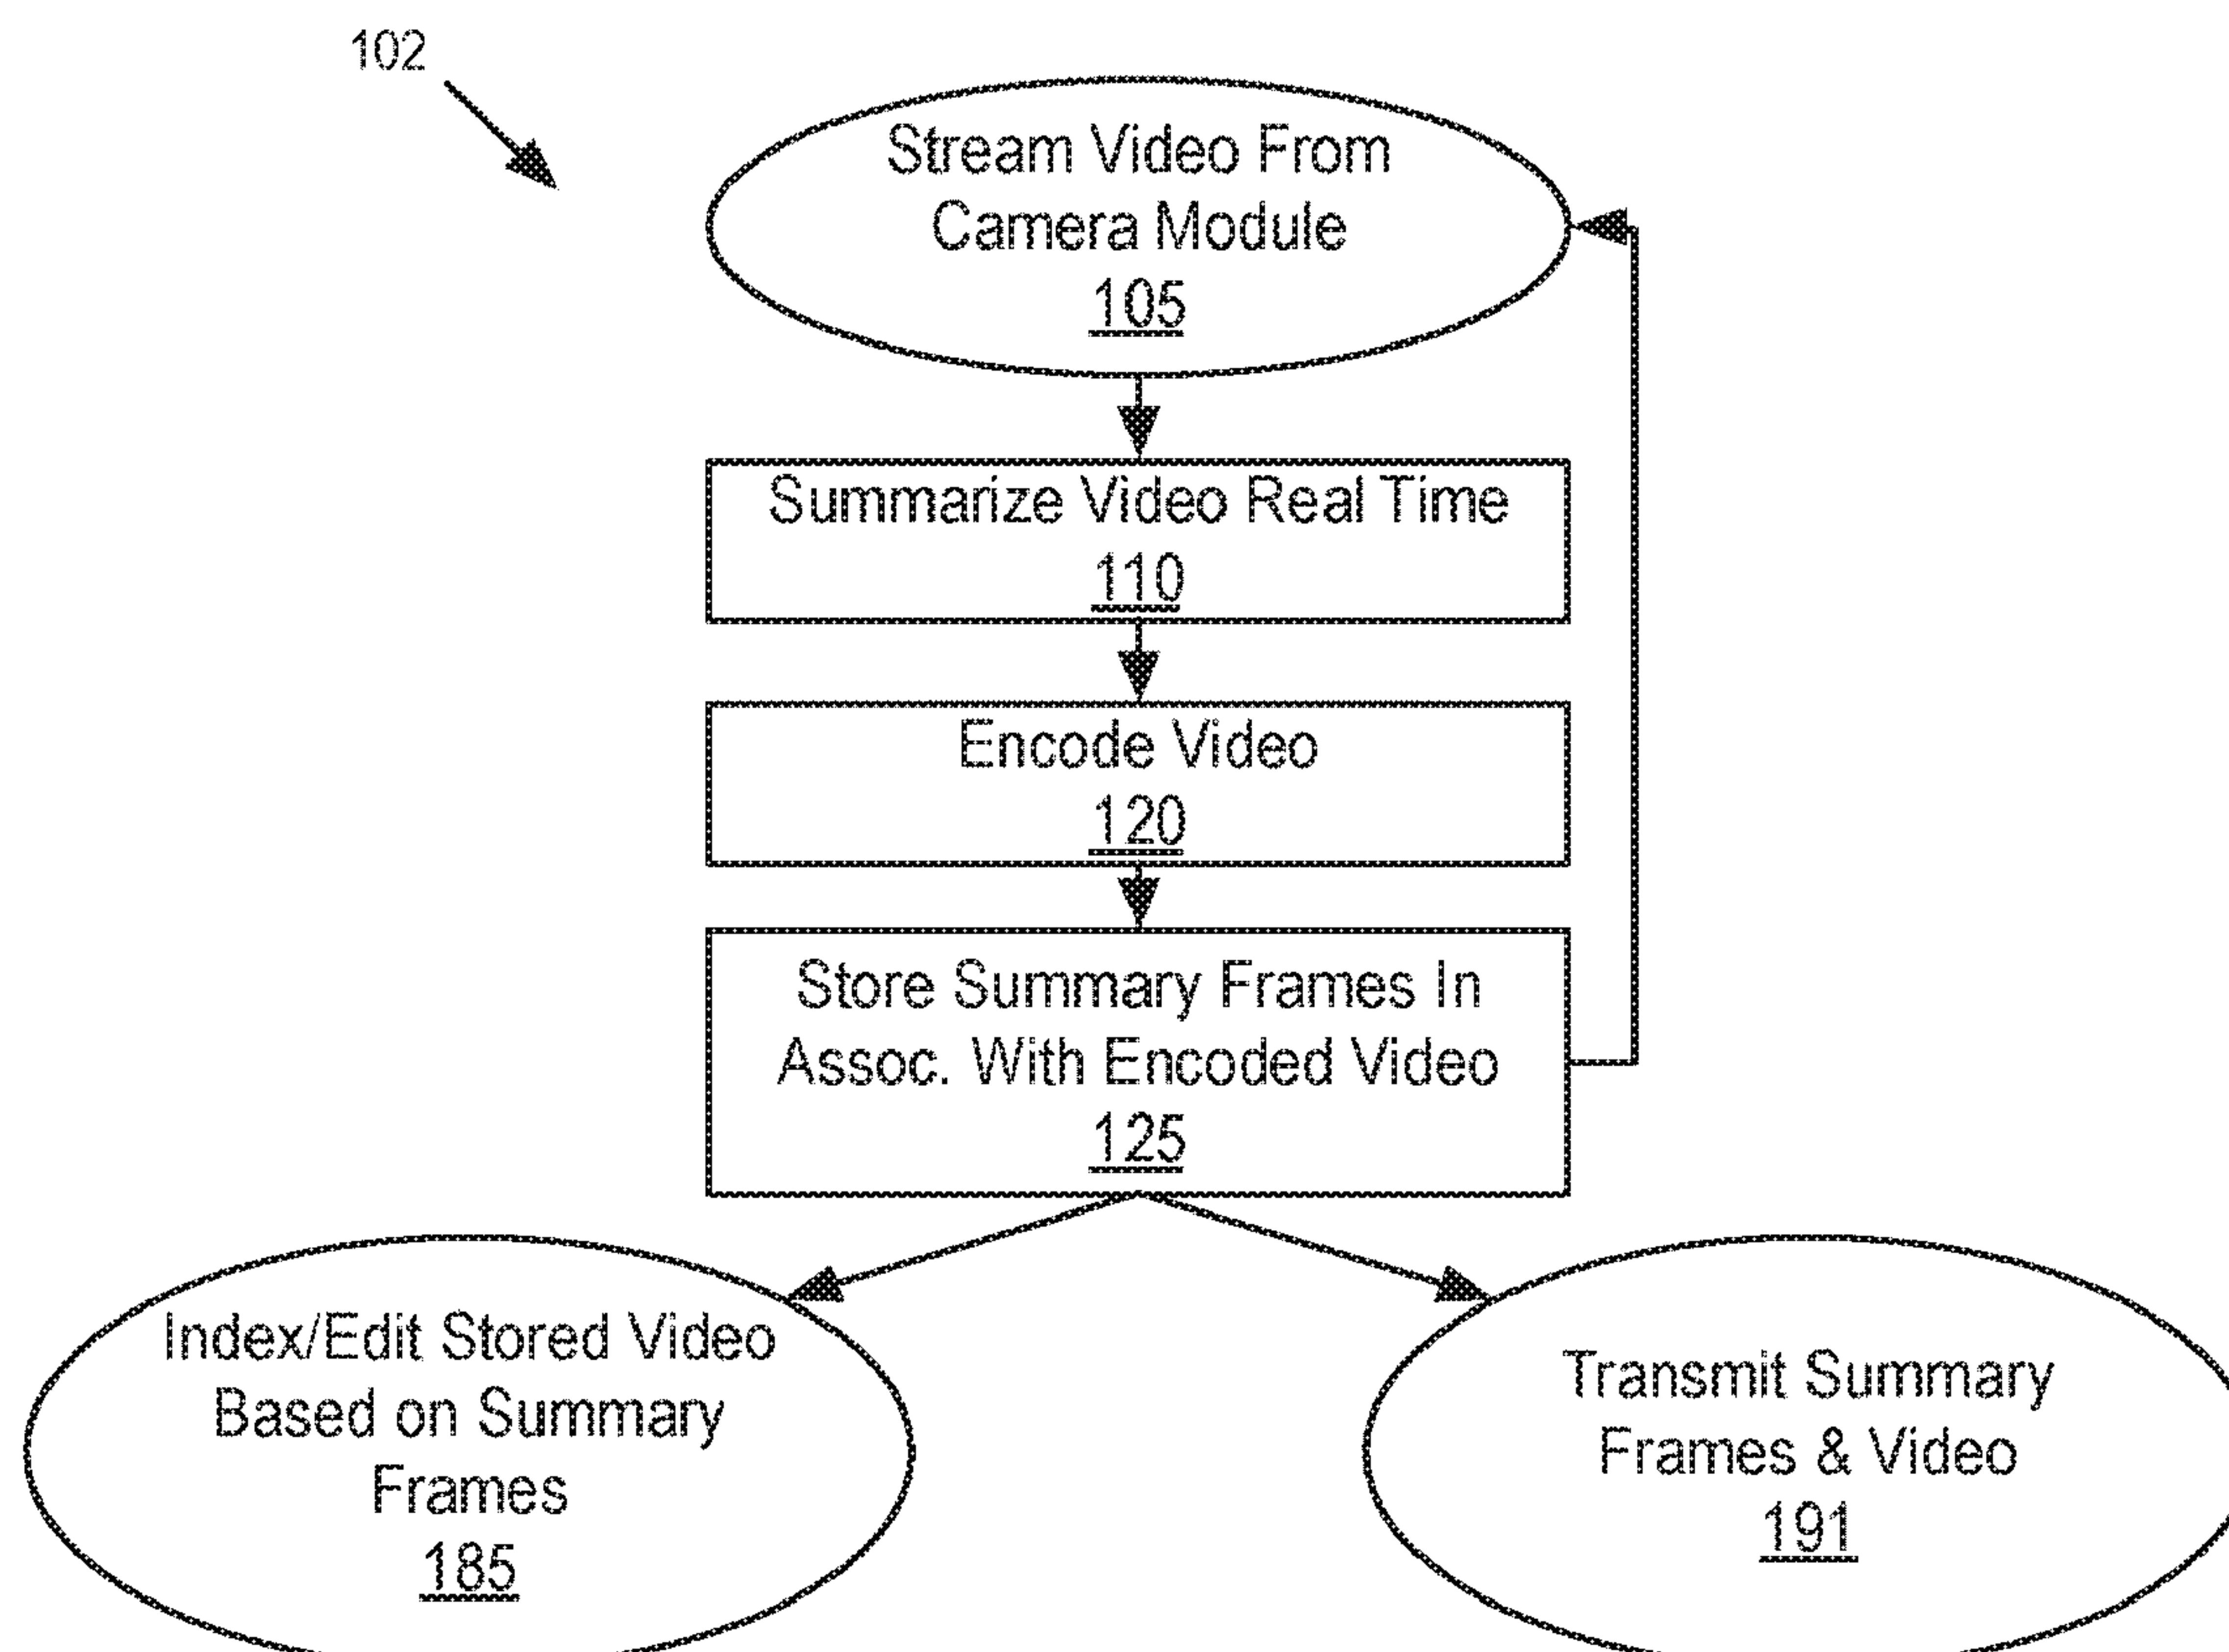 102
Stream Video From
Camera Module
105
Summarize Video Real Time
110
Encode Video
120
Store Summary Frames In
Assoc. With Encoded Video
125
Index/Edit Stored Video
Based on Summary
Frames
185
Transmit Summary
Frames & Video
191